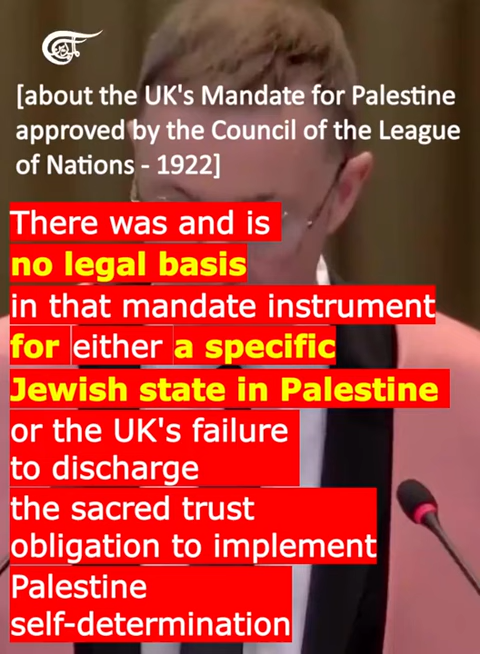 [about the UK's Mandate for Palestine
approved by the Council of the League
of Nations - 1922]
There was and is
no legal basis
in that mandate instrument
for either a specific
Jewish state in Palestine
or the UK's failure
to discharge
the sacred trust
obligation to implement
Palestine
self-determination